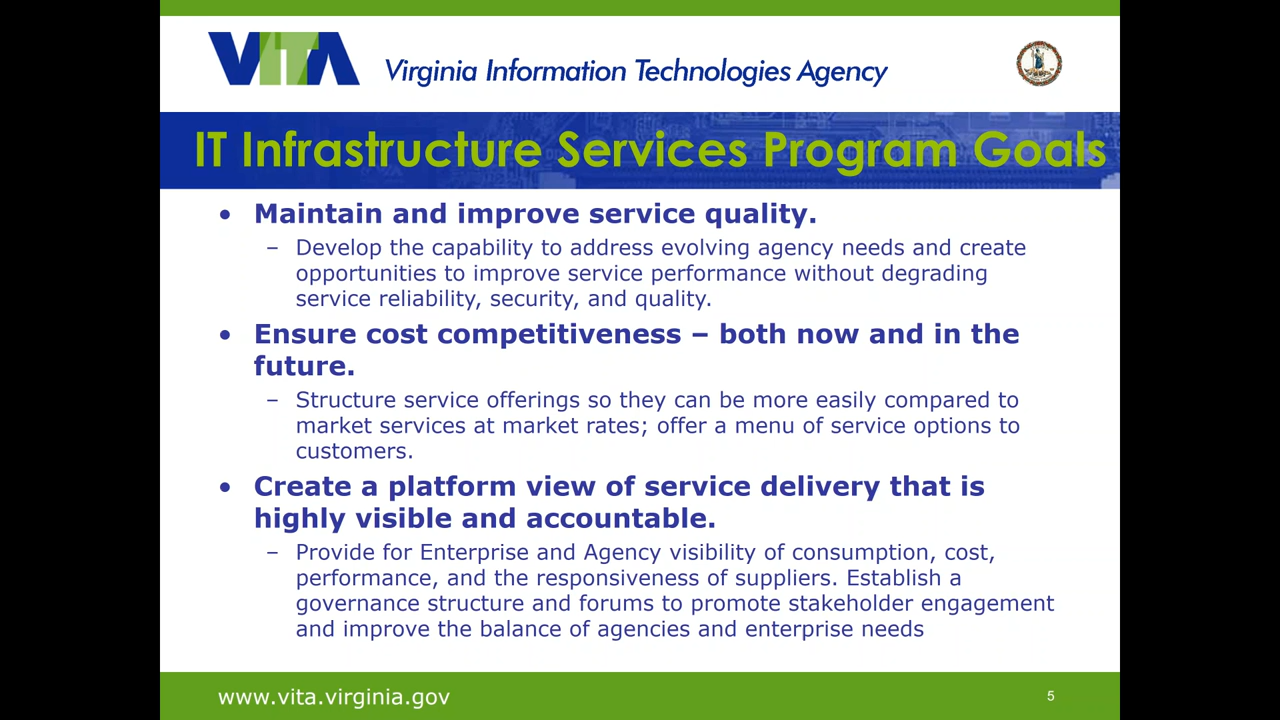 VITA
Virginia Information Technologies Agency
IT Infrastructure Services Program Goals
• Maintain and improve service quality.
– Develop the capability to address evolving agency needs and create
opportunities to improve service performance without degrading
service reliability, security, and quality.
• Ensure cost competitiveness – both now and in the
future.
– Structure service offerings so they can be more easily compared to
market services at market rates; offer a menu of service options to
customers.
• Create a platform view of service delivery that is
highly visible and accountable.
– Provide for Enterprise and Agency visibility of consumption, cost,
performance, and the responsiveness of suppliers. Establish a
governance structure and forums to promote stakeholder engagement
and improve the balance of agencies and enterprise needs
www.vita.virginia.gov
5